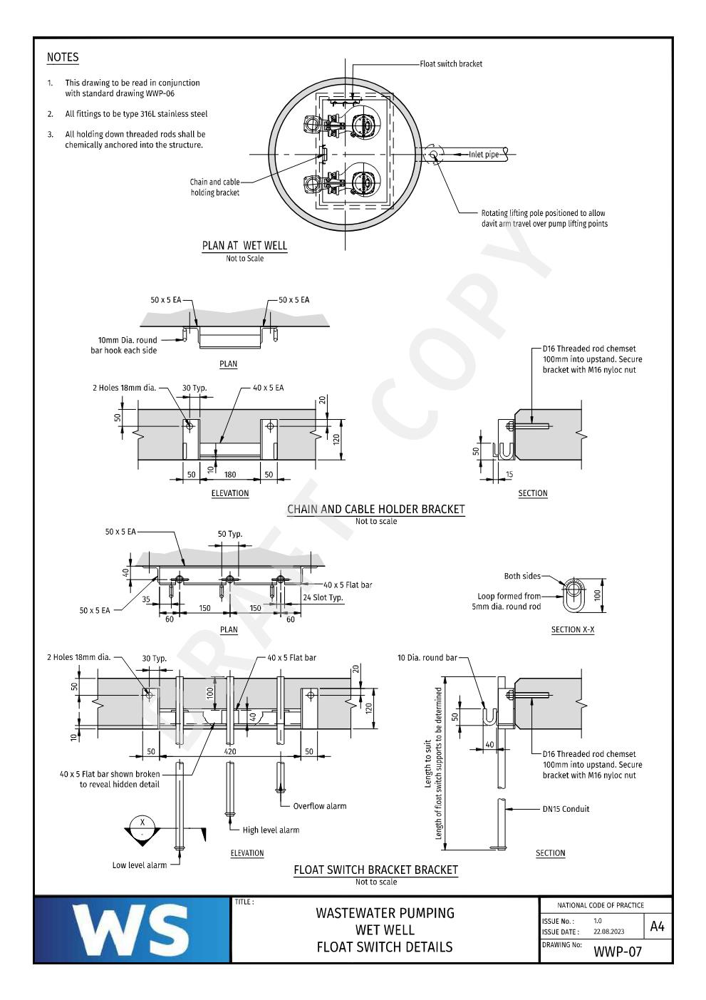 NOTES
1. This drawing to be read in conjunction
with standard drawing WWP-06
2. All fittings to be type 316L stainless steel
3. All holding down threaded rods shall be
chemically anchored into the structure.
Float switch bracket
Inlet pipe
Chain and cable
holding bracket
Rotating lifting pole positioned to allow
davit arm travel over pump lifting points
PLAN AT WET WELL
Not to Scale
50 x 5 EA
50 x 5 EA
10mm Dia. round
bar hook each side
PLAN
D16 Threaded rod chemset
100mm into upstand. Secure
bracket with M16 nyloc nut
2 Holes 18mm dia.
30 Typ.
40 x 5 EA
20
50
120
50
10
50
180
50
15
ELEVATION
SECTION
CHAIN AND CABLE HOLDER BRACKET
Not to scale
50 x 5 EA
50 Typ.
40
40 x 5 Flat bar
24 Slot Typ.
35
50 x 5 EA
150
150
60
60
PLAN
Both sides
Loop formed from
5mm dia. round rod
100
SECTION X-X
2 Holes 18mm dia.
30 Typ.
40 x 5 Flat bar
20
50
100
40
120
10
50
420
50
40 x 5 Flat bar shown broken
to reveal hidden detail
Overflow alarm
High level alarm
Low level alarm
X
-
ELEVATION
10 Dia. round bar
50
40
Length to suit
Length of float switch supports to be determined
D16 Threaded rod chemset
100mm into upstand. Secure
bracket with M16 nyloc nut
DN15 Conduit
SECTION
FLOAT SWITCH BRACKET BRACKET
Not to scale
DRAFT COPY
WS
TITLE :
WASTEWATER PUMPING
WET WELL
FLOAT SWITCH DETAILS
NATIONAL CODE OF PRACTICE
ISSUE No. : 1.0
ISSUE DATE : 22.08.2023
A4
DRAWING No: WWP-07